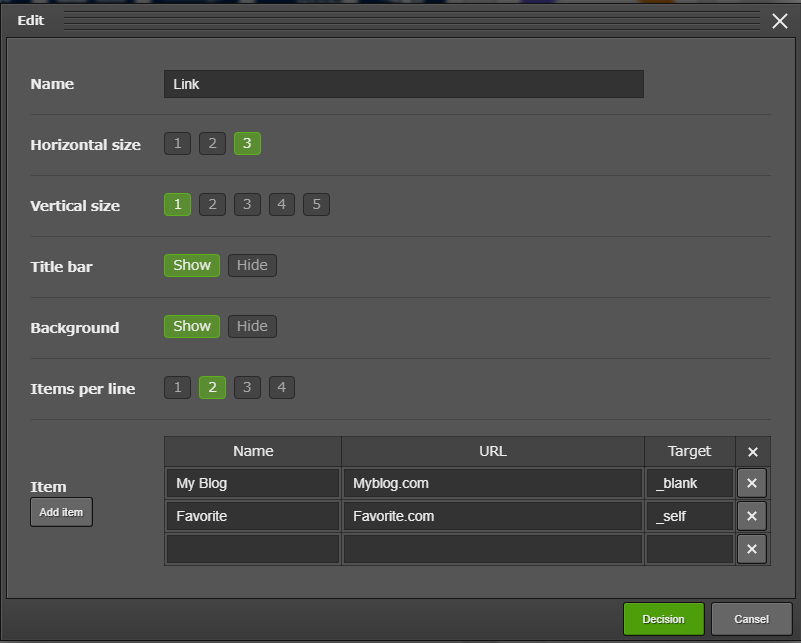 Edit
Name Link
Horizontal size 1 2 3
Vertical size 1 2 3 4 5
Title bar Show Hide
Background Show Hide
Items per line 1 2 3 4
Name URL Target ×
Item My Blog Myblog.com _blank ×
Add item Favorite Favorite.com _self ×
×
Decision Cansel